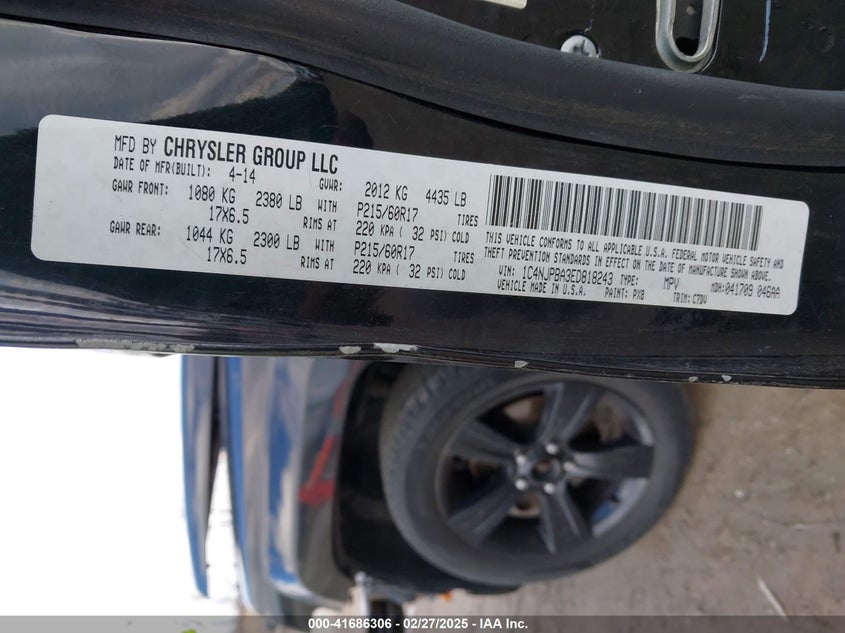 MFD BY CHRYSLER GROUP LLC
DATE OF MFR(BUILT): 4-14 GVWR: 2012 KG 4435 LB
GAWR FRONT: 1080 KG 2380 LB WITH P215/60R17 TIRES
17X6.5 RIMS AT 220 KPA ( 32 PSI) COLD
GAWR REAR: 1044 KG 2300 LB WITH P215/60R17 TIRES
17X6.5 RIMS AT 220 KPA ( 32 PSI) COLD
THIS VEHICLE CONFORMS TO ALL APPLICABLE U.S.A. FEDERAL MOTOR VEHICLE SAFETY AND
THEFT PREVENTION STANDARDS IN EFFECT ON THE DATE OF MANUFACTURE SHOWN ABOVE.
VIN: 1C4NJPBA3ED818243 TYPE: MPV MDH:041709 046AA
VEHICLE MADE IN U.S.A. PAINT: PXB TRIM: C7DV
000-41686306 - 02/27/2025 - IAA Inc.